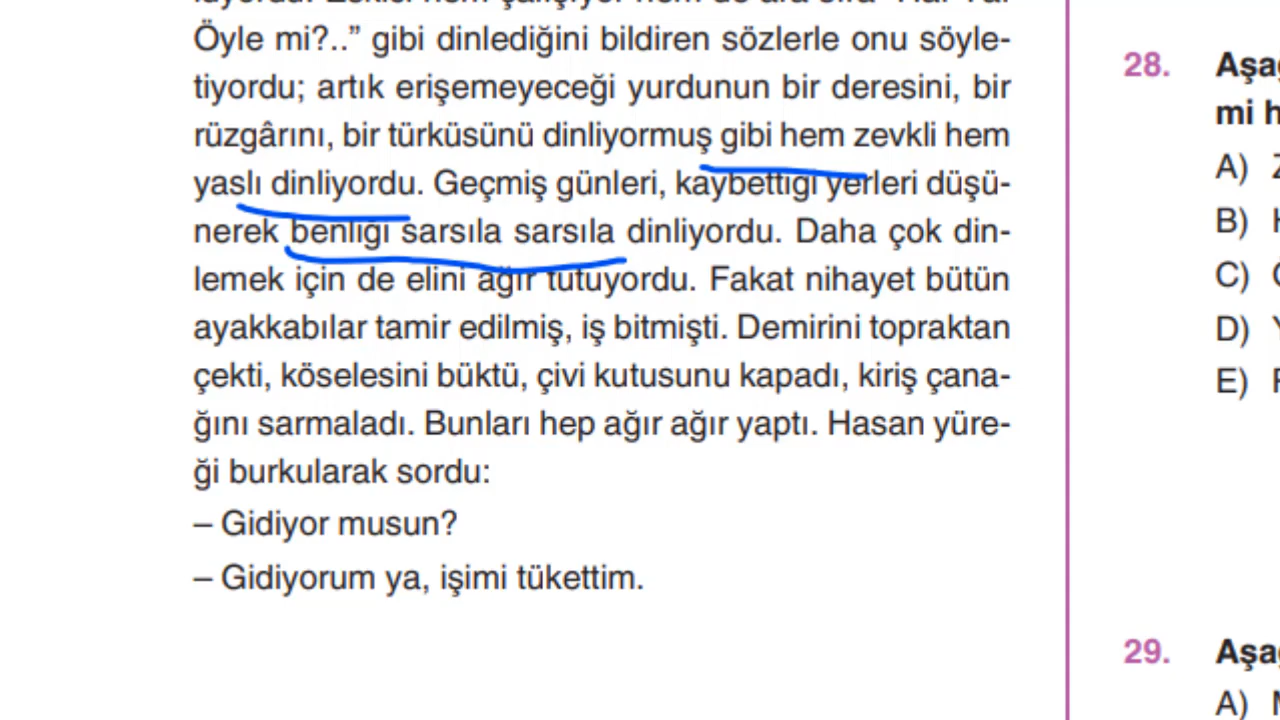 Öyle mi?..” gibi dinlediğini bildiren sözlerle onu söyle-
tiyordu; artık erişemeyeceği yurdunun bir deresini, bir
rüzgârını, bir türküsünü dinliyormuş gibi hem zevkli hem
yaslı dinliyordu. Geçmiş günleri, kaybettiği yerleri düşü-
nerek benliği sarsıla sarsıla dinliyordu. Daha çok din-
lemek için de elini ağır tutuyordu. Fakat nihayet bütün
ayakkabılar tamir edilmiş, iş bitmişti. Demirini topraktan
çekti, köselesini büktü, çivi kutusunu kapadı, kiriş çana-
ğını sarmaladı. Bunları hep ağır ağır yaptı. Hasan yüre-
ği burkularak sordu:
– Gidiyor musun?
– Gidiyorum ya, işimi tükettim.
28.
mi
A)
B)
C)
D)
E)
29.
A)